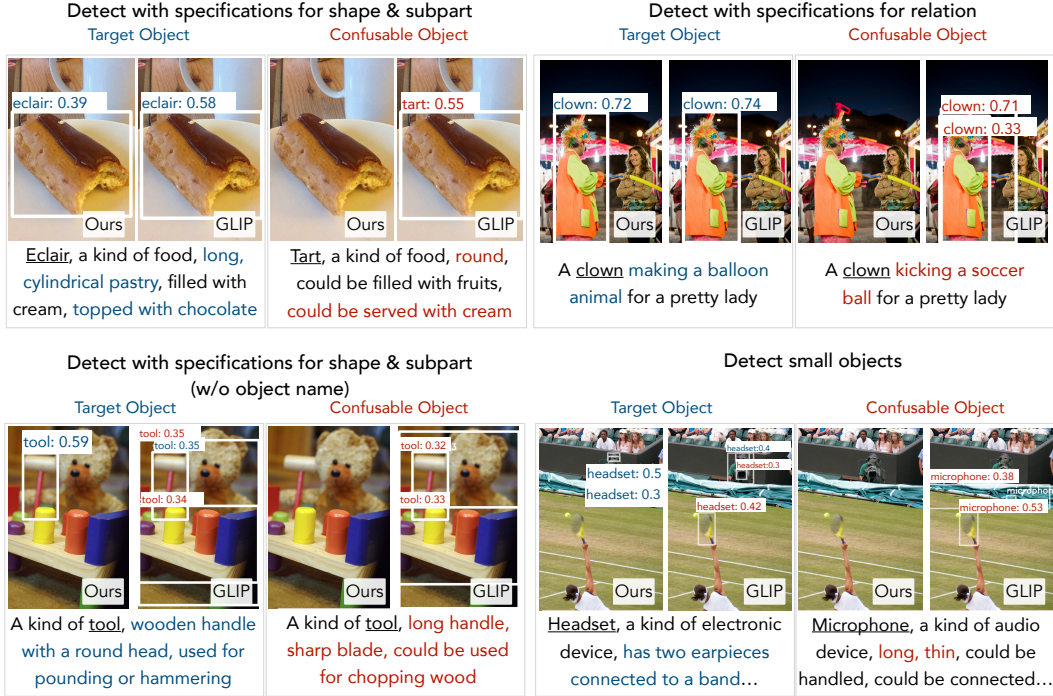 Detect with specifications for shape & subpart
Target Object
Confusable Object
eclair: 0.39
eclair: 0.58
tart: 0.55
Ours
GLIP
Ours
GLIP
Eclair, a kind of food, long,
cylindrical pastry, filled with
cream, topped with chocolate
Tart, a kind of food, round,
could be filled with fruits,
could be served with cream
Detect with specifications for relation
Target Object
Confusable Object
clown: 0.72
clown: 0.74
clown: 0.71
clown: 0.33
Ours
GLIP
Ours
GLIP
A clown making a balloon
animal for a pretty lady
A clown kicking a soccer
ball for a pretty lady
Detect with specifications for shape & subpart
(w/o object name)
Target Object
Confusable Object
tool: 0.59
tool: 0.35
tool: 0.35
tool: 0.34
tool: 0.32
tool: 0.33
Ours
GLIP
Ours
GLIP
A kind of tool, wooden handle
with a round head, used for
pounding or hammering
A kind of tool, long handle,
sharp blade, could be used
for chopping wood
Detect small objects
Target Object
Confusable Object
headset: 0.5
headset: 0.3
headset:0.4
headset:0.3
headset: 0.42
microphone: 0.38
microphon
microphone: 0.53
Ours
GLIP
Ours
GLIP
Headset, a kind of electronic
device, has two earpieces
connected to a band...
Microphone, a kind of audio
device, long, thin, could be
handled, could be connected...